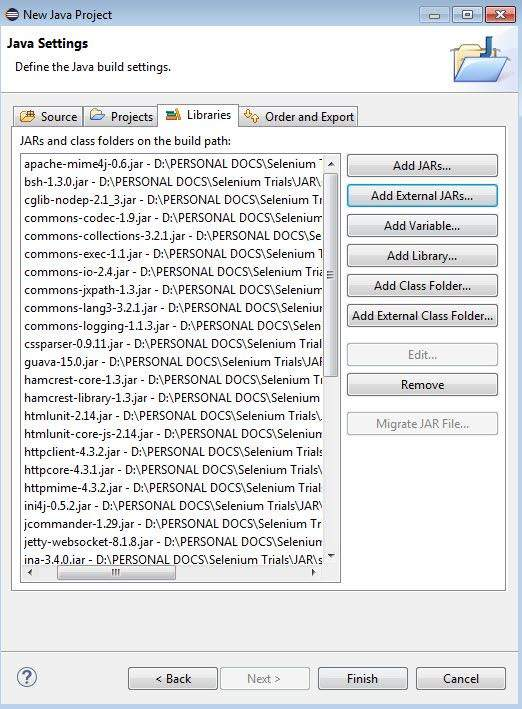 New Java Project
Java Settings
Define the Java build settings.
Source
Projects
Libraries
Order and Export
JARs and class folders on the build path:
apache-mime4j-0.6.jar - D:\PERSONAL DOCS\Selenium T
bsh-1.3.0.jar - D:\PERSONAL DOCS\Selenium Trials\JAR\
cglib-nodep-2.1_3.jar - D:\PERSONAL DOCS\Selenium T
commons-codec-1.9.jar - D:\PERSONAL DOCS\Selenium
commons-collections-3.2.1.jar - D:\PERSONAL DOCS\Se
commons-exec-1.1.jar - D:\PERSONAL DOCS\Selenium T
commons-io-2.4.jar - D:\PERSONAL DOCS\Selenium Tria
commons-jxpath-1.3.jar - D:\PERSONAL DOCS\Selenium
commons-lang3-3.2.1.jar - D:\PERSONAL DOCS\Seleniu
commons-logging-1.1.3.jar - D:\PERSONAL DOCS\Seleni
cssparser-0.9.11.jar - D:\PERSONAL DOCS\Selenium Tria
guava-15.0.jar - D:\PERSONAL DOCS\Selenium Trials\JAF
hamcrest-core-1.3.jar - D:\PERSONAL DOCS\Selenium T
hamcrest-library-1.3.jar - D:\PERSONAL DOCS\Seleniun
htmlunit-2.14.jar - D:\PERSONAL DOCS\Selenium Trials
htmlunit-core-js-2.14.jar - D:\PERSONAL DOCS\Seleniur
httpclient-4.3.2.jar - D:\PERSONAL DOCS\Selenium Tria
httpcore-4.3.1.jar - D:\PERSONAL DOCS\Selenium Trials
httpmime-4.3.2.jar - D:\PERSONAL DOCS\Selenium Trial
ini4j-0.5.2.jar - D:\PERSONAL DOCS\Selenium Trials\JAF
jcommander-1.29.jar - D:\PERSONAL DOCS\Selenium Tr
jetty-websocket-8.1.8.jar - D:\PERSONAL DOCS\Seleniur
jna-3.4.0.jar - D:\PERSONAL DOCS\Selenium Trials\JAR\s
Add JARs...
Add External JARs...
Add Variable...
Add Library...
Add Class Folder...
Add External Class Folder...
Edit...
Remove
Migrate JAR File...
< Back
Next >
Finish
Cancel